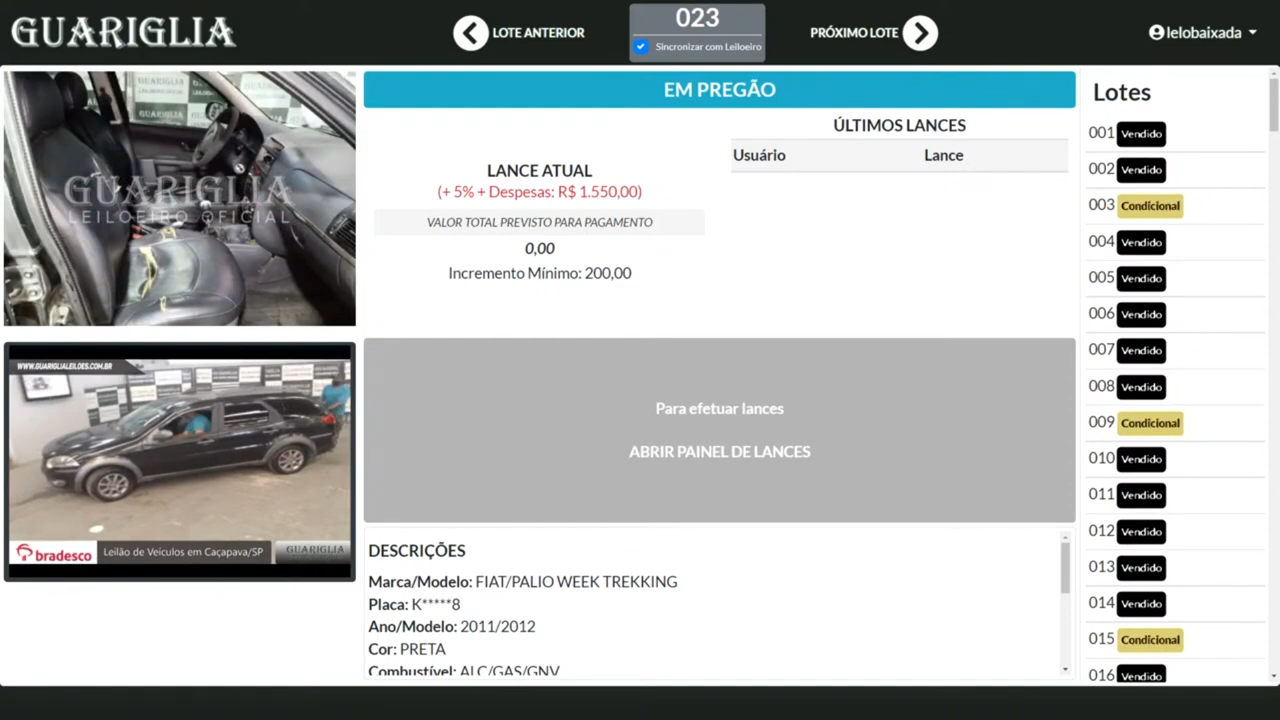 GUARIGLIA
LOTE ANTERIOR
023
Sincronizar com Leiloeiro
PRÓXIMO LOTE
lelobaixada
GUARIGLIA
LEILOEIRO OFICIAL
WWW.GUARIGLIALEILOES.COM.BR
bradesco
Leilão de Veículos em Caçapava/SP
GUARIGLIA
EM PREGÃO
LANCE ATUAL
(+ 5% + Despesas: R$ 1.550,00)
VALOR TOTAL PREVISTO PARA PAGAMENTO
0,00
Incremento Mínimo: 200,00
ÚLTIMOS LANCES
Usuário Lance
Para efetuar lances
ABRIR PAINEL DE LANCES
DESCRIÇÕES
Marca/Modelo: FIAT/PALIO WEEK TREKKING
Placa: K*****8
Ano/Modelo: 2011/2012
Cor: PRETA
Combustível: ALC/GAS/GNV
Lotes
001 Vendido
002 Vendido
003 Condicional
004 Vendido
005 Vendido
006 Vendido
007 Vendido
008 Vendido
009 Condicional
010 Vendido
011 Vendido
012 Vendido
013 Vendido
014 Vendido
015 Condicional
016 Vendido